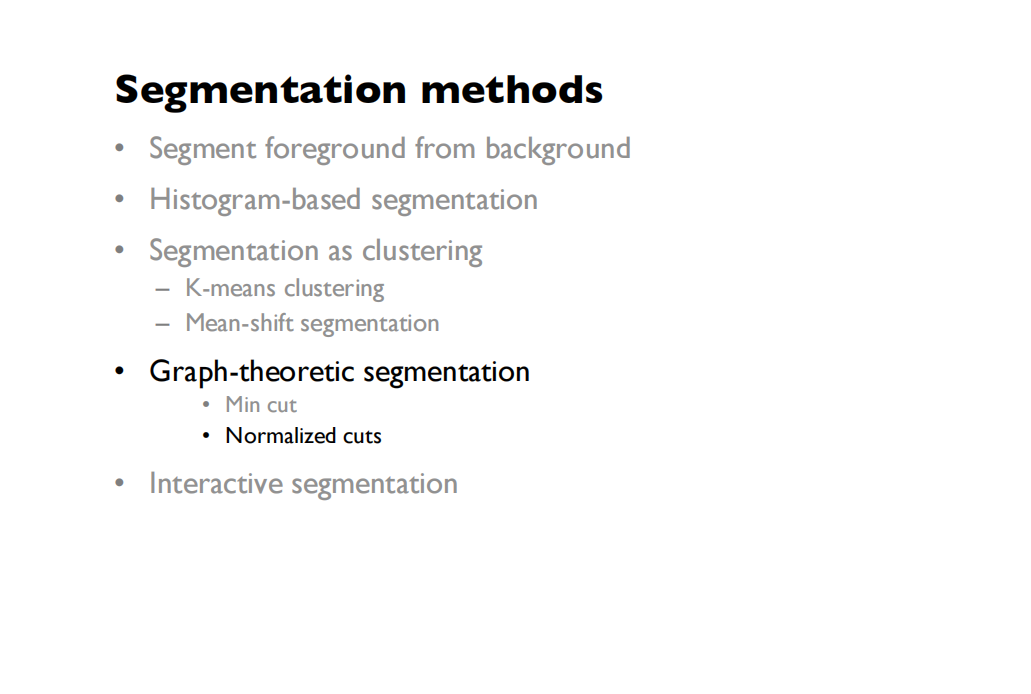 Segmentation methods
• Segment foreground from background
• Histogram-based segmentation
• Segmentation as clustering
– K-means clustering
– Mean-shift segmentation
• Graph-theoretic segmentation
• Min cut
• Normalized cuts
• Interactive segmentation